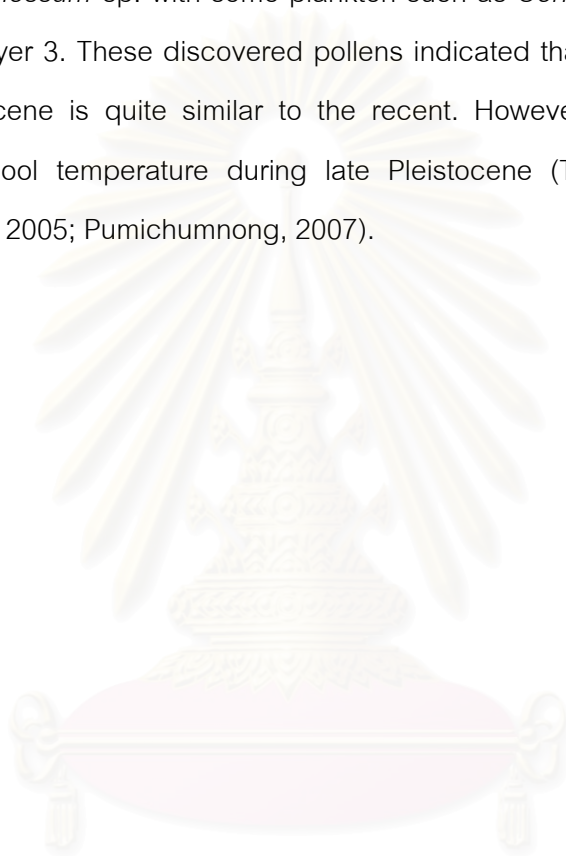 sp. with some plankton such as
yer 3. These discovered pollens indicated tha
cene is quite similar to the recent. Howeve
ool temperature during late Pleistocene (T
2005; Pumichumnong, 2007).